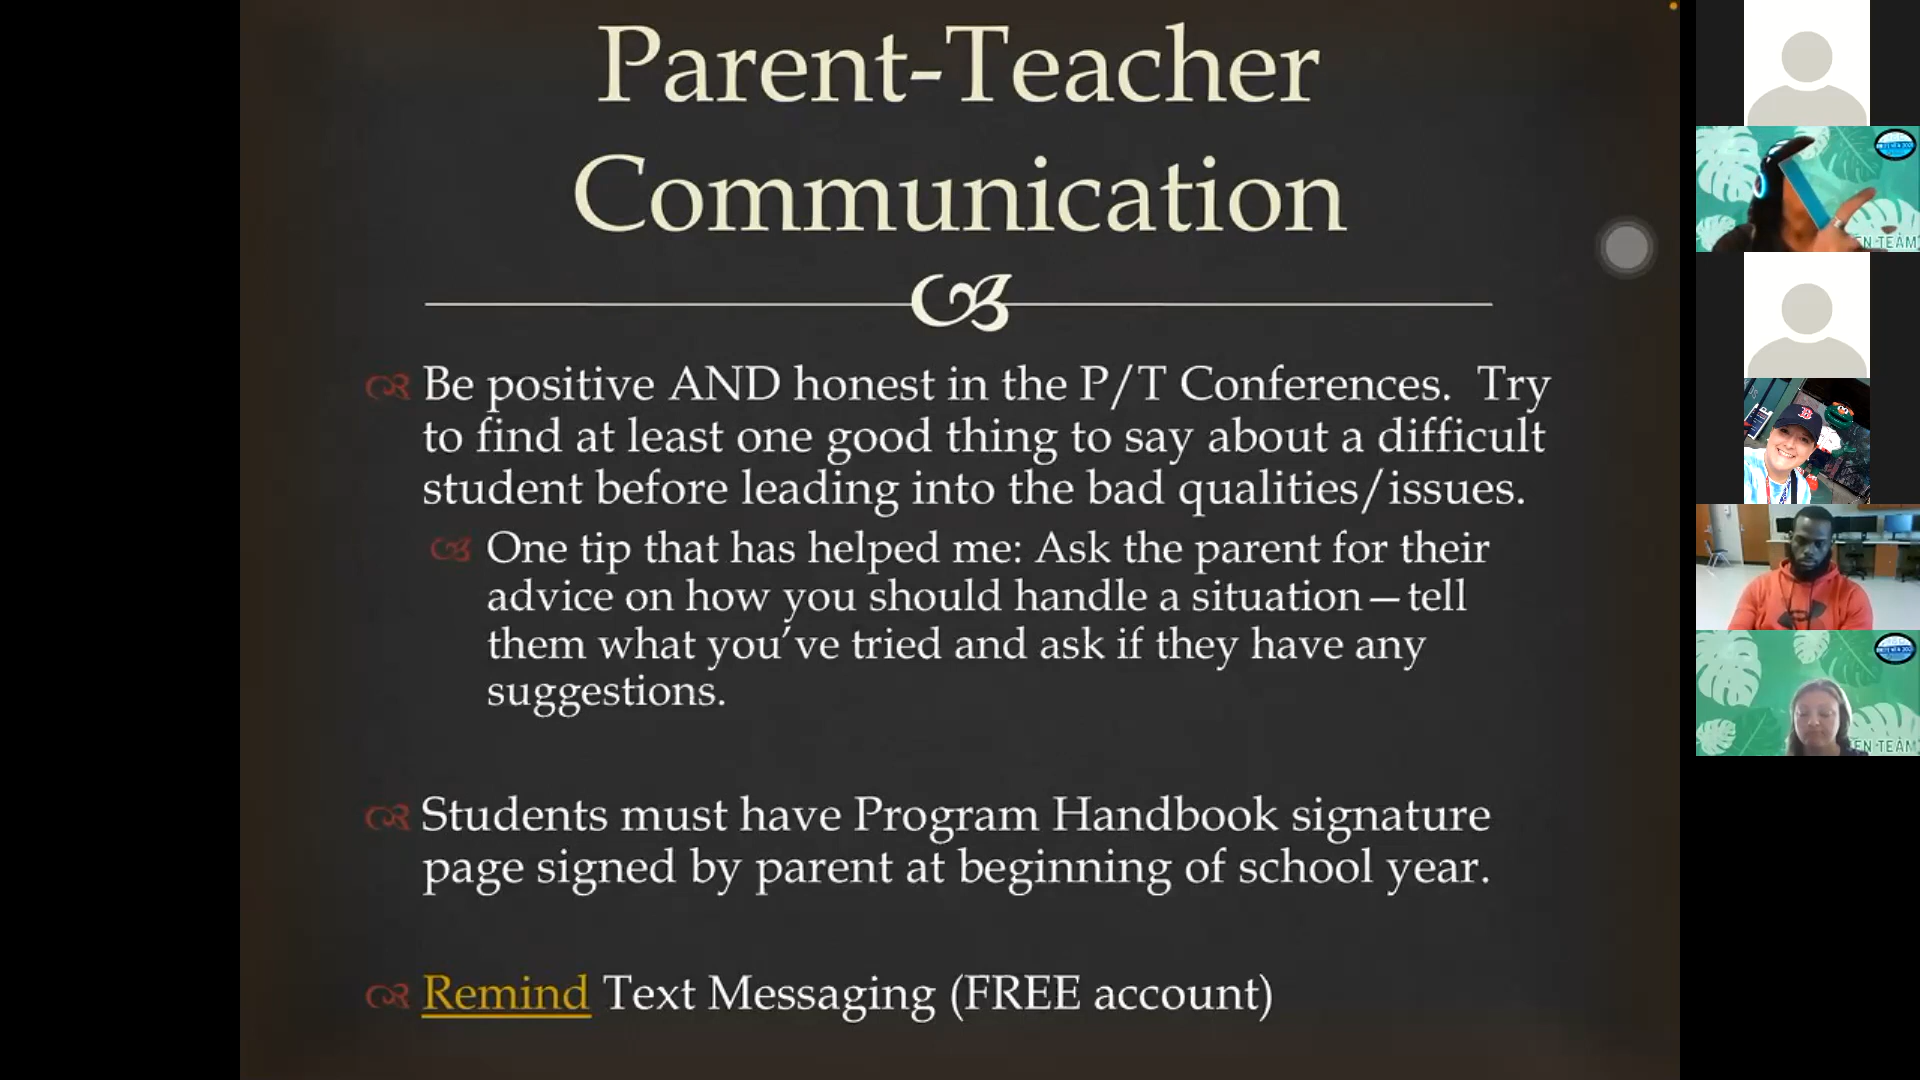 Parent-Teacher
Communication
Be positive AND honest in the P/T Conferences. Try
to find at least one good thing to say about a difficult
student before leading into the bad qualities/issues.
One tip that has helped me: Ask the parent for their
advice on how you should handle a situation—tell
them what you’ve tried and ask if they have any
suggestions.
Students must have Program Handbook signature
page signed by parent at beginning of school year.
Remind Text Messaging (FREE account)
TEAM
B
TEAM